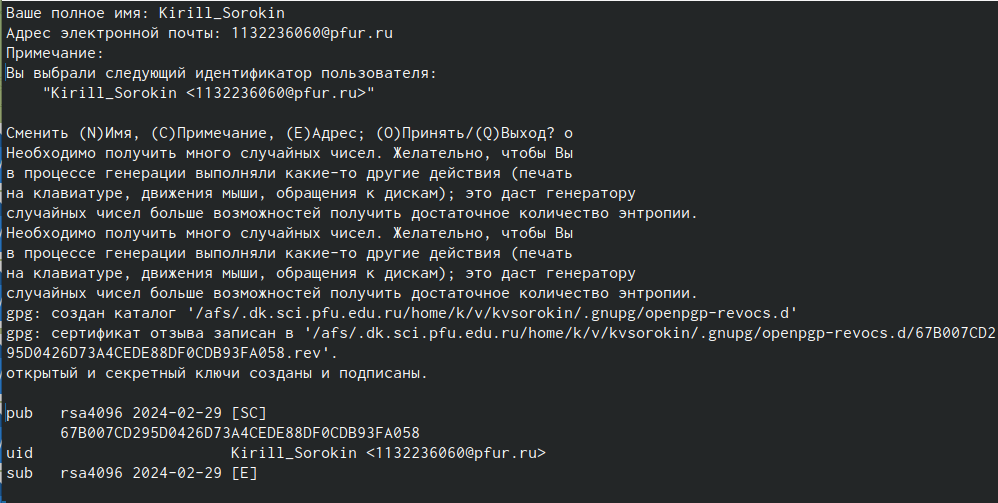 Ваше полное имя: Kirill_Sorokin
Адрес электронной почты: 1132236060@pfur.ru
Примечание:
Вы выбрали следующий идентификатор пользователя:
    "Kirill_Sorokin <1132236060@pfur.ru>"

Сменить (N)Имя, (C)Примечание, (E)Адрес; (O)Принять/(Q)Выход? o
Необходимо получить много случайных чисел. Желательно, чтобы Вы
в процессе генерации выполняли какие-то другие действия (печать
на клавиатуре, движения мыши, обращения к дискам); это даст генератору
случайных чисел больше возможностей получить достаточное количество энтропии.
Необходимо получить много случайных чисел. Желательно, чтобы Вы
в процессе генерации выполняли какие-то другие действия (печать
на клавиатуре, движения мыши, обращения к дискам); это даст генератору
случайных чисел больше возможностей получить достаточное количество энтропии.
gpg: создан каталог '/afs/.dk.sci.pfu.edu.ru/home/k/v/kvsorokin/.gnupg/openpgp-revocs.d'
gpg: сертификат отзыва записан в '/afs/.dk.sci.pfu.edu.ru/home/k/v/kvsorokin/.gnupg/openpgp-revocs.d/67B007CD2
95D0426D73A4CEDE88DF0CDB93FA058.rev'.
открытый и секретный ключи созданы и подписаны.

pub   rsa4096 2024-02-29 [SC]
      67B007CD295D0426D73A4CEDE88DF0CDB93FA058
uid                      Kirill_Sorokin <1132236060@pfur.ru>
sub   rsa4096 2024-02-29 [E]